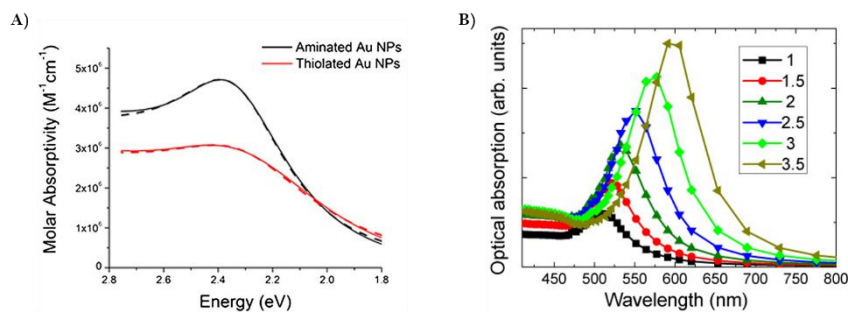 A)
Aminated Au NPs
Thiolated Au NPs
Molar Absorptivity (M⁻¹cm⁻¹)
5x10⁶
4x10⁶
3x10⁶
2x10⁶
1x10⁶
0
2.8 2.6 2.4 2.2 2.0 1.8
Energy (eV)
B)
Optical absorption (arb. units)
1
1.5
2
2.5
3
3.5
450 500 550 600 650 700 750 800
Wavelength (nm)